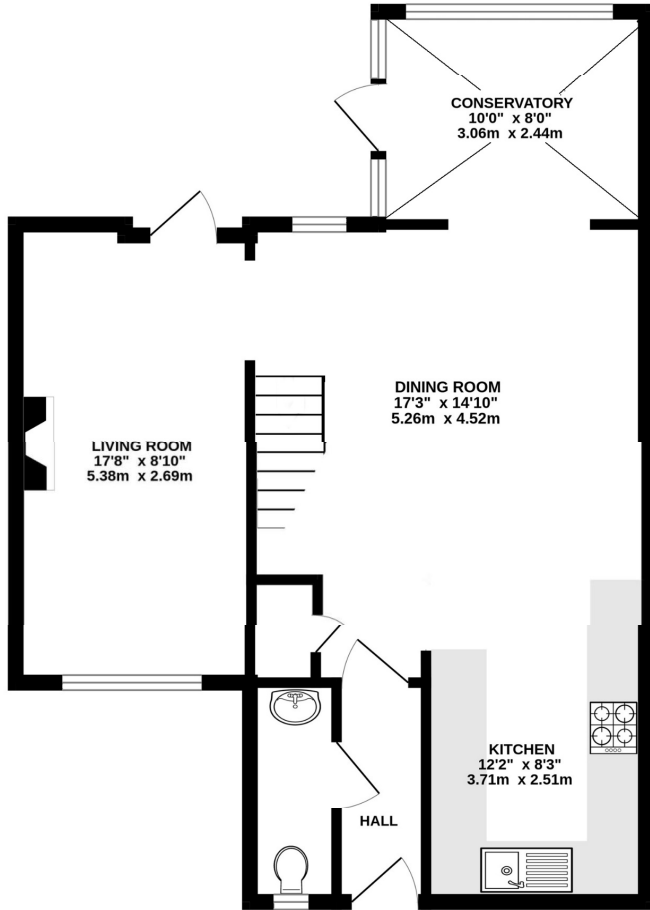 CONSERVATORY
10'0" x 8'0"
3.06m x 2.44m
DINING ROOM
17'3" x 14'10"
5.26m x 4.52m
LIVING ROOM
17'8" x 8'10"
5.38m x 2.69m
KITCHEN
12'2" x 8'3"
3.71m x 2.51m
HALL